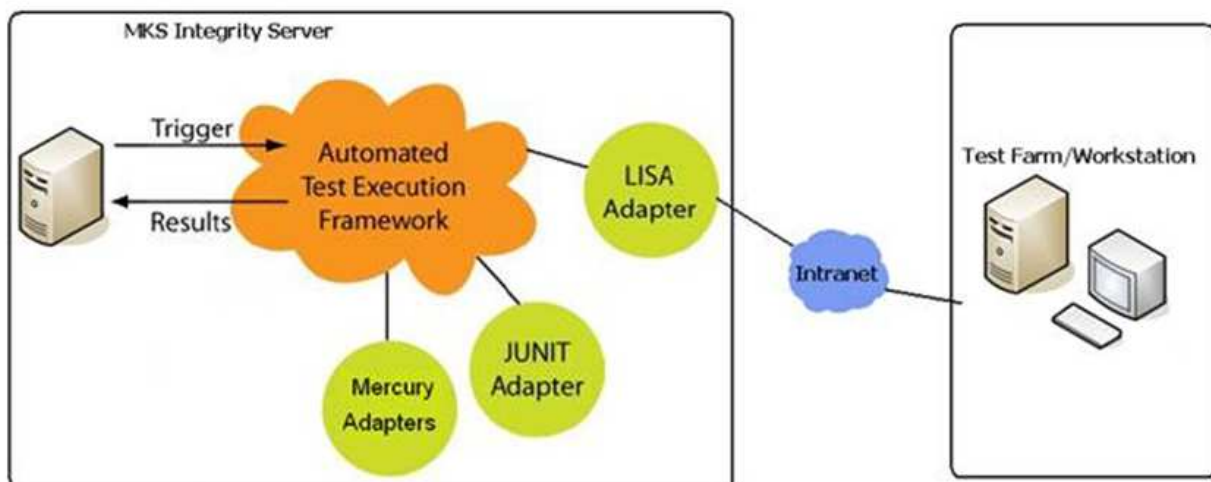 MKS Integrity Server
Trigger
Results
Automated
Test Execution
Framework
LISA
Adapter
JUNIT
Adapter
Mercury
Adapters
Intranet
Test Farm/Workstation